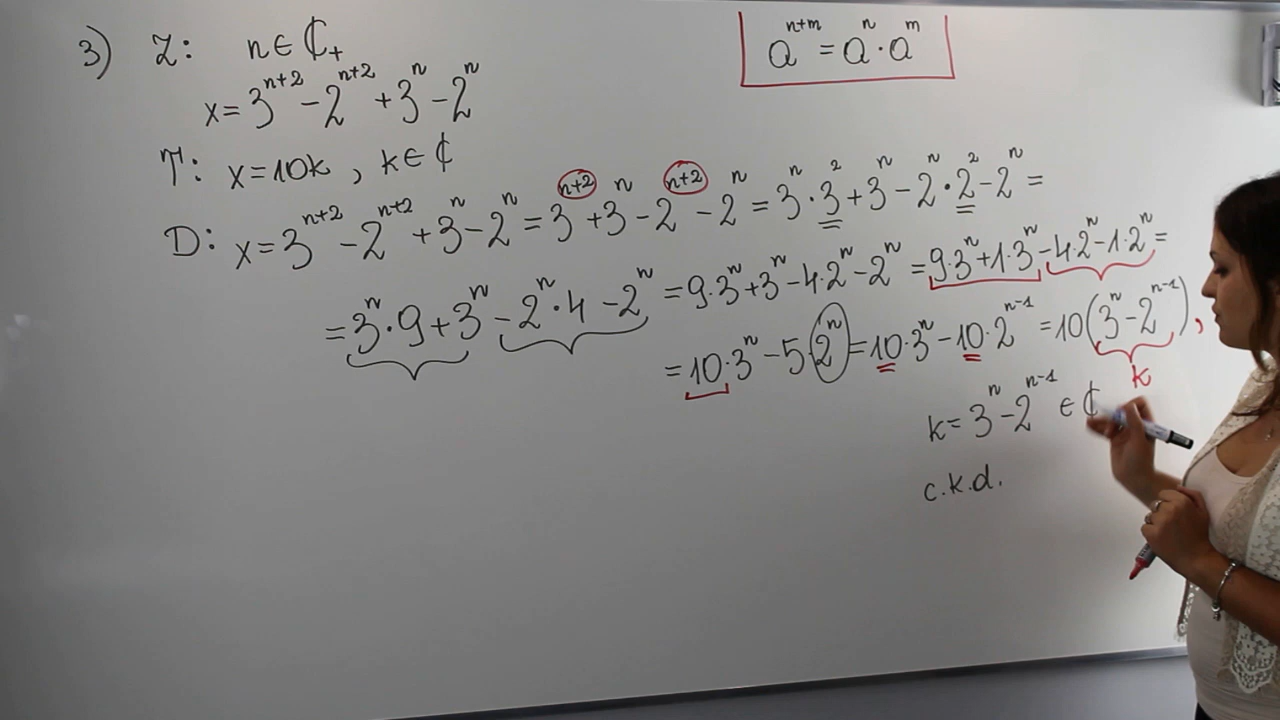 3) Z: n ∈ ℂ₊
aⁿ⁺ᵐ = aⁿ · aᵐ
x = 3ⁿ⁺² - 2ⁿ⁺² + 3ⁿ - 2ⁿ
T: x = 10k , k ∈ ℂ
D: x = 3ⁿ⁺² - 2ⁿ⁺² + 3ⁿ - 2ⁿ = 3ⁿ⁺² + 3ⁿ - 2ⁿ⁺² - 2ⁿ = 3ⁿ · 3² + 3ⁿ - 2ⁿ · 2² - 2ⁿ =
= 3ⁿ · 9 + 3ⁿ - 2ⁿ · 4 - 2ⁿ = 9 · 3ⁿ + 3ⁿ - 4 · 2ⁿ - 2ⁿ = 9 · 3ⁿ + 1 · 3ⁿ - 4 · 2ⁿ - 1 · 2ⁿ =
= 10 · 3ⁿ - 5 · 2ⁿ = 10 · 3ⁿ - 10 · 2ⁿ⁻¹ = 10(3ⁿ - 2ⁿ⁻¹),
k
k = 3ⁿ - 2ⁿ⁻¹ ∈ ℂ
c.k.d.